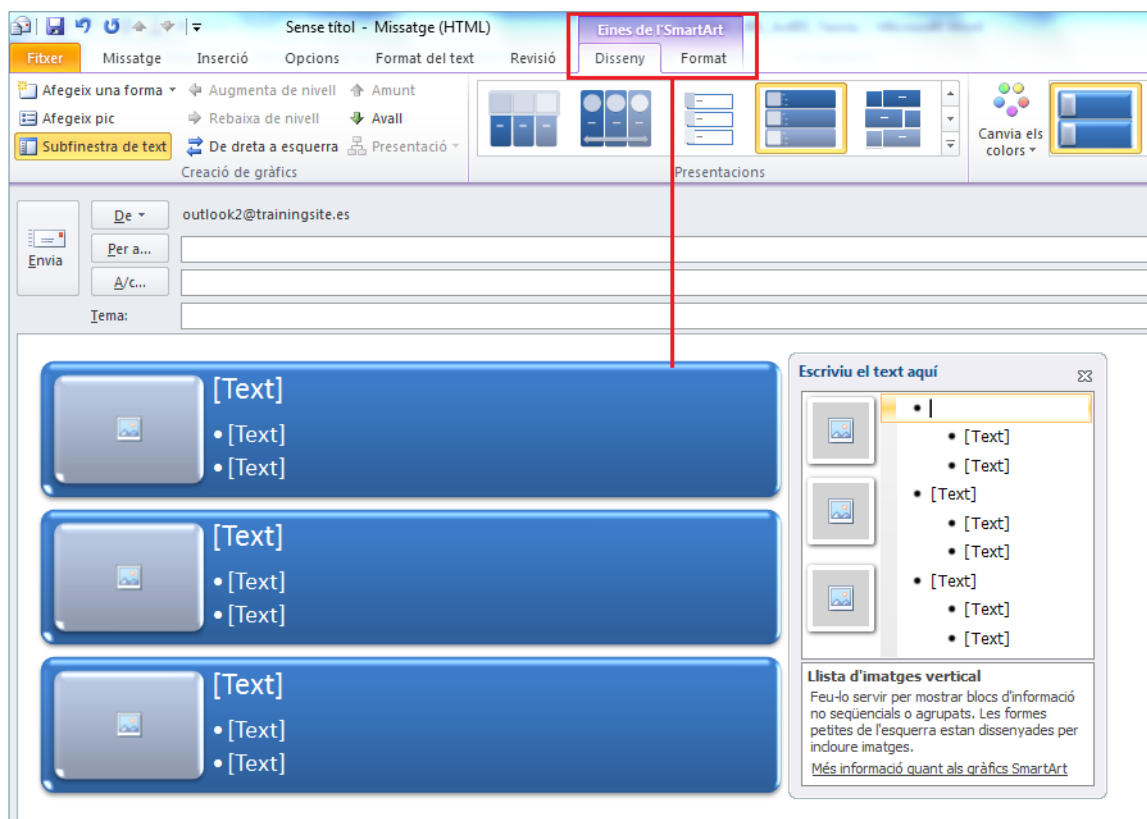 Sense títol - Missatge (HTML)
Eines de l'SmartArt
Fitxer Missatge Inserció Opcions Format del text Revisió Disseny Format
Afegeix una forma Augmenta de nivell Amunt
Afegeix pic Rebaixa de nivell Avall
Subfinestra de text De dreta a esquerra Presentació
Canvia els
colors
Creació de gràfics Presentacions
De outlook2@trainingsite.es
Envia
Per a...
A/c...
Tema:
[Text]
• [Text]
• [Text]
[Text]
• [Text]
• [Text]
[Text]
• [Text]
• [Text]
Escriviu el text aquí
•
• [Text]
• [Text]
• [Text]
• [Text]
• [Text]
• [Text]
• [Text]
• [Text]
Llista d'imatges vertical
Feu-lo servir per mostrar blocs d'informació
no seqüencials o agrupats. Les formes
petites de l'esquerra estan dissenyades per
incloure imatges.
Més informació quant als gràfics SmartArt